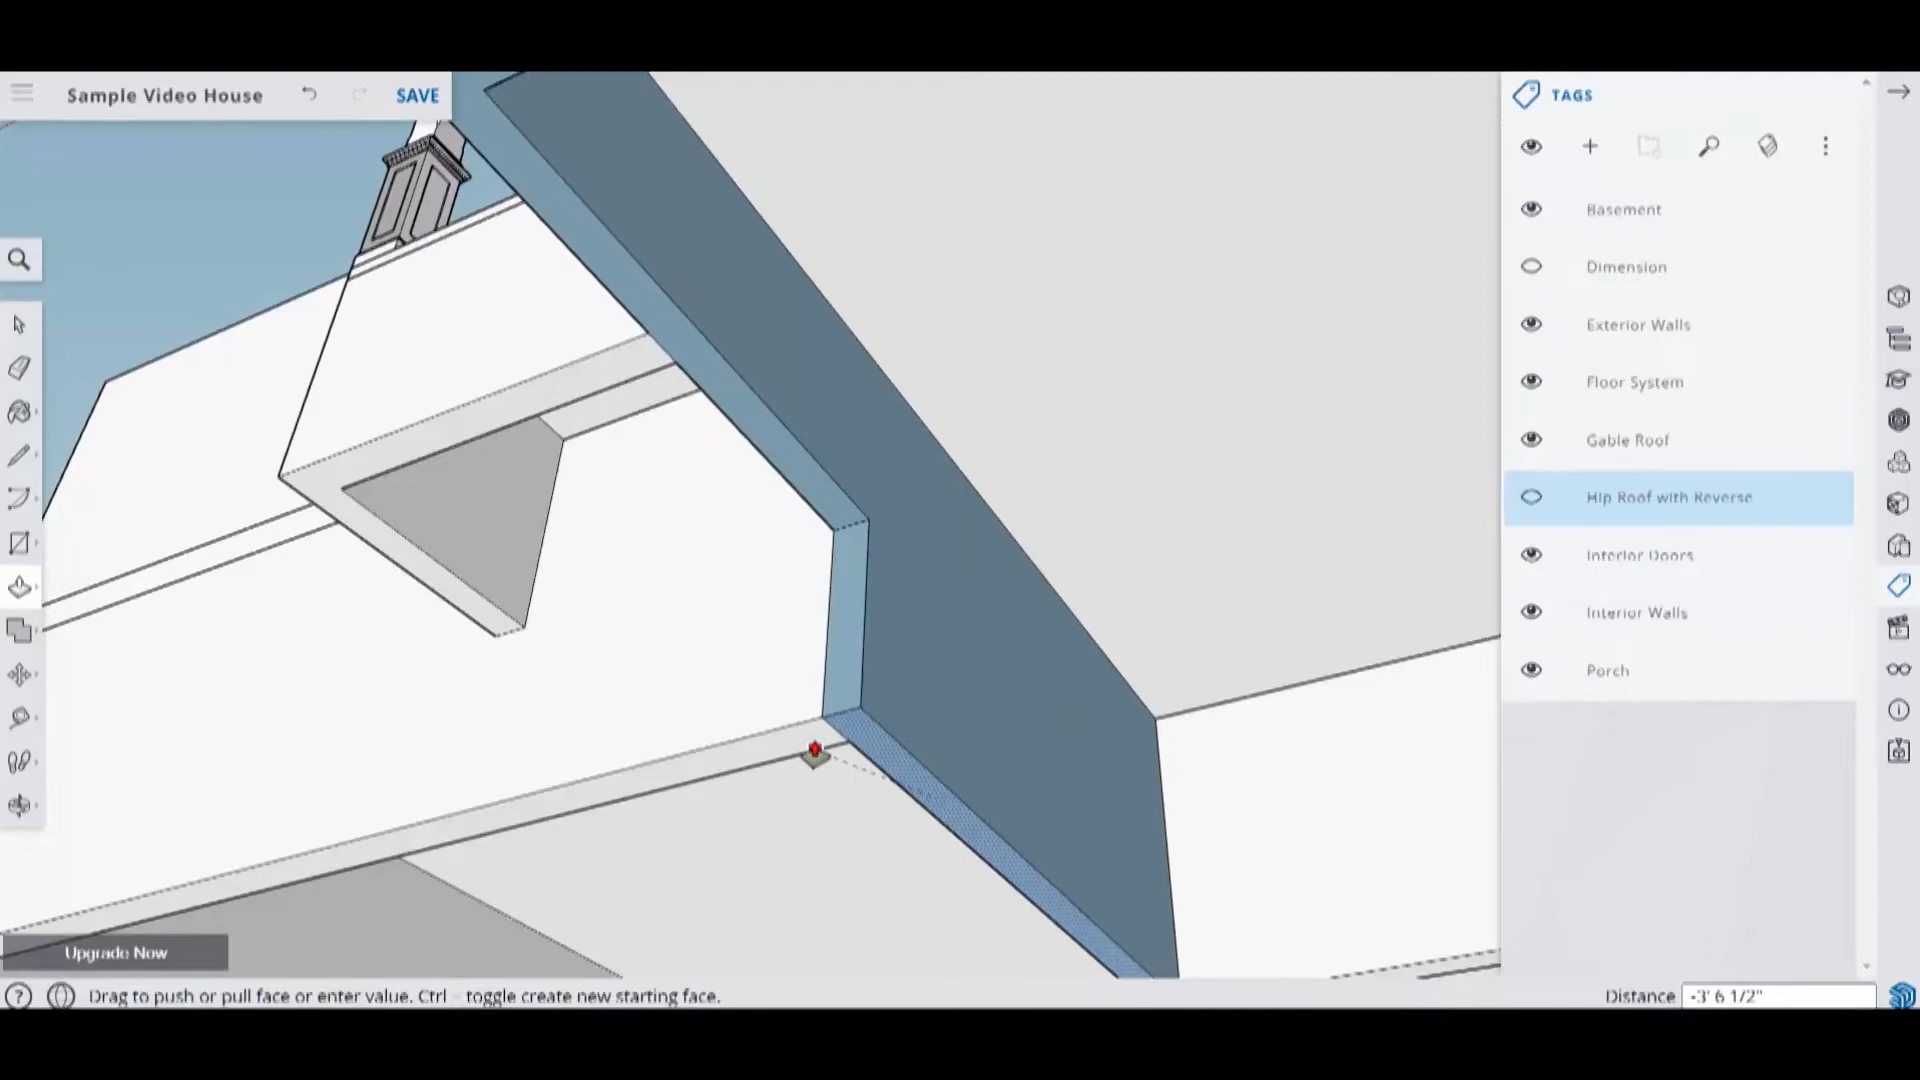 Sample Video House
SAVE
TAGS
Basement
Dimension
Exterior Walls
Floor System
Gable Roof
Hip Roof with Reverse
Interior Doors
Interior Walls
Porch
Upgrade Now
Drag to push or pull face or enter value. Ctrl - toggle create new starting face.
Distance -3' 6 1/2"